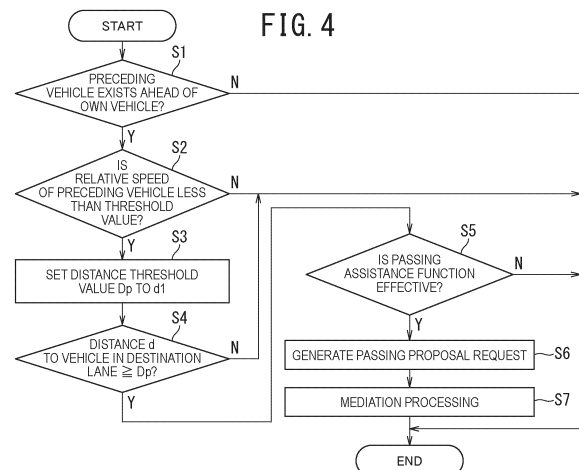 FIG. 4
START
S1
PRECEDING
VEHICLE EXISTS AHEAD OF
OWN VEHICLE?
N
Y
S2
IS
RELATIVE SPEED
OF PRECEDING VEHICLE LESS
THAN THRESHOLD
VALUE?
N
Y
S3
SET DISTANCE THRESHOLD
VALUE Dp TO d1
S4
DISTANCE d
TO VEHICLE IN DESTINATION
LANE ≧ Dp?
N
Y
S5
IS PASSING
ASSISTANCE FUNCTION
EFFECTIVE?
N
Y
GENERATE PASSING PROPOSAL REQUEST
S6
MEDIATION PROCESSING
S7
END